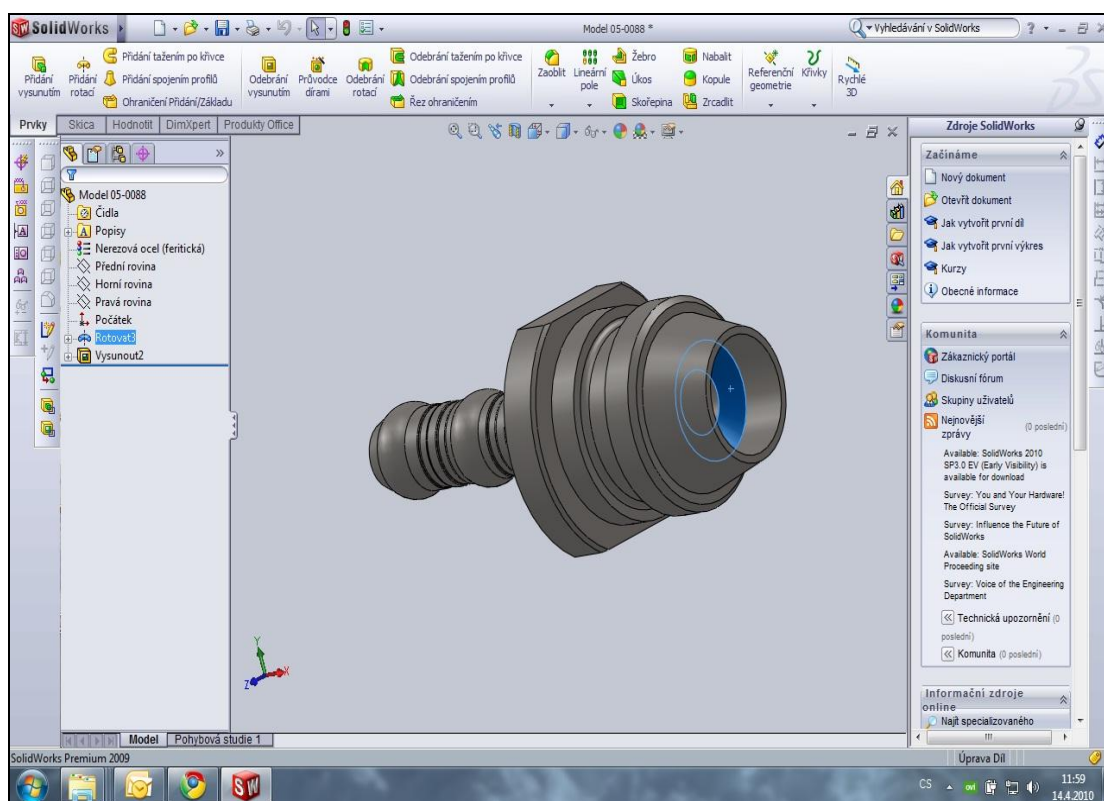 SolidWorks
Model 05-0088 *
Vyhledávání v SolidWorks
Přidání vysunutím
Přidání rotací
Přidání tažením po křivce
Přidání spojením profilů
Ohraničení Přidání/Základu
Odebrání vysunutím
Průvodce dírami
Odebrání rotací
Odebrání tažením po křivce
Odebrání spojením profilů
Řez ohraničením
Zaoblit
Lineární pole
Žebro
Úkos
Skořepina
Nabalit
Kopule
Zrcadlit
Referenční geometrie
Křivky
Rychlé 3D
Prvky
Skica
Hodnotit
DimXpert
Produkty Office
Model 05-0088
Čidla
Popisy
Nerezová ocel (feritická)
Přední rovina
Horní rovina
Pravá rovina
Počátek
Rotovat3
Vysunout2
Y
X
Z
Zdroje SolidWorks
Začínáme
Nový dokument
Otevřít dokument
Jak vytvořit první díl
Jak vytvořit první výkres
Kurzy
Obecné informace
Komunita
Zákaznický portál
Diskusní fórum
Skupiny uživatelů
Nejnovější zprávy
(0 poslední)
Available: SolidWorks 2010
SP3.0 EV (Early Visibility) is
available for download
Survey: You and Your Hardware!
The Official Survey
Survey: Influence the Future of
SolidWorks
Available: SolidWorks World
Proceeding site
Survey: Voice of the Engineering
Department
Technická upozornění (0
poslední)
Komunita (0 poslední)
Informační zdroje
online
Najít specializovaného
Model
Pohybová studie 1
SolidWorks Premium 2009
Úprava Díl
CS
ovi
11:59
14.4.2010